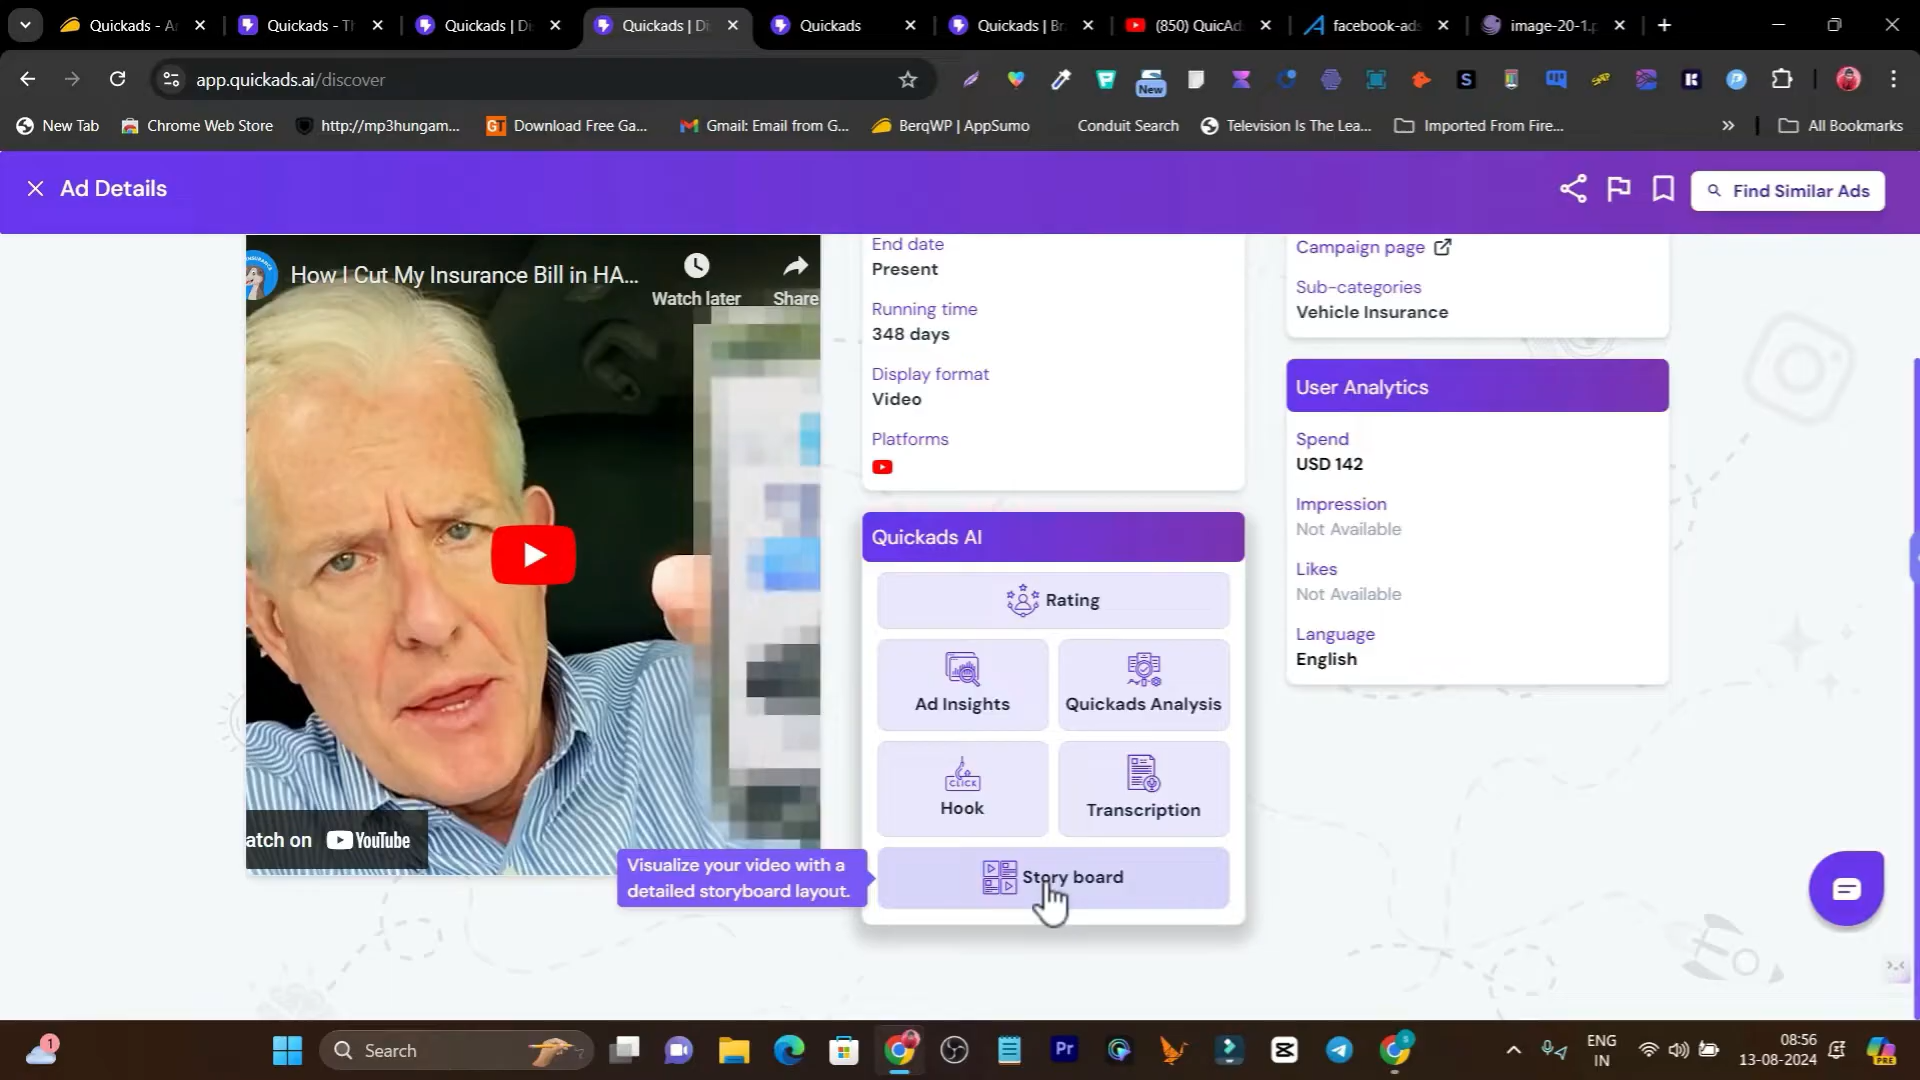 Quickads - A
Quickads - Th
Quickads | Di
Quickads | Di
Quickads
Quickads | Br
(850) QuicAd
facebook-ads
image-20-1.p
app.quickads.ai/discover
New
New Tab
Chrome Web Store
http://mp3hungam...
Download Free Ga...
Gmail: Email from G...
BerqWP | AppSumo
Conduit Search
Television Is The Lea...
Imported From Fire...
All Bookmarks
Ad Details
Find Similar Ads
How I Cut My Insurance Bill in HA...
Watch later
Share
atch on YouTube
End date
Present
Running time
348 days
Display format
Video
Platforms
Quickads AI
Rating
Ad Insights
Quickads Analysis
CLICK
Hook
Transcription
Story board
Visualize your video with a
detailed storyboard layout.
Campaign page
Sub-categories
Vehicle Insurance
User Analytics
Spend
USD 142
Impression
Not Available
Likes
Not Available
Language
English
1
Search
Pr
ENG
IN
08:56
13-08-2024
PRE